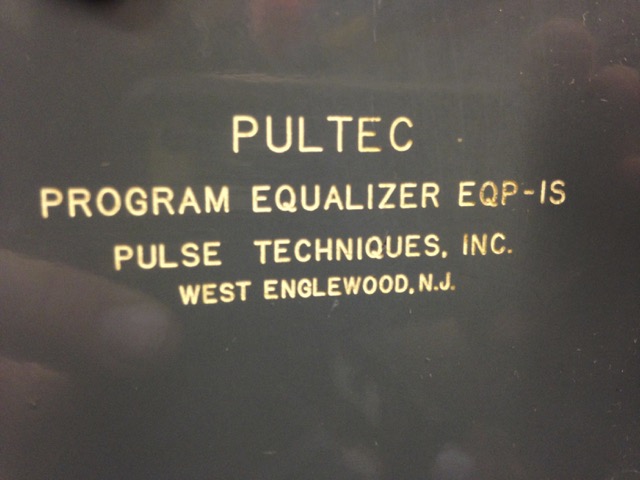 PULTEC
PROGRAM EQUALIZER EQP-1S
PULSE TECHNIQUES, INC.
WEST ENGLEWOOD, N.J.